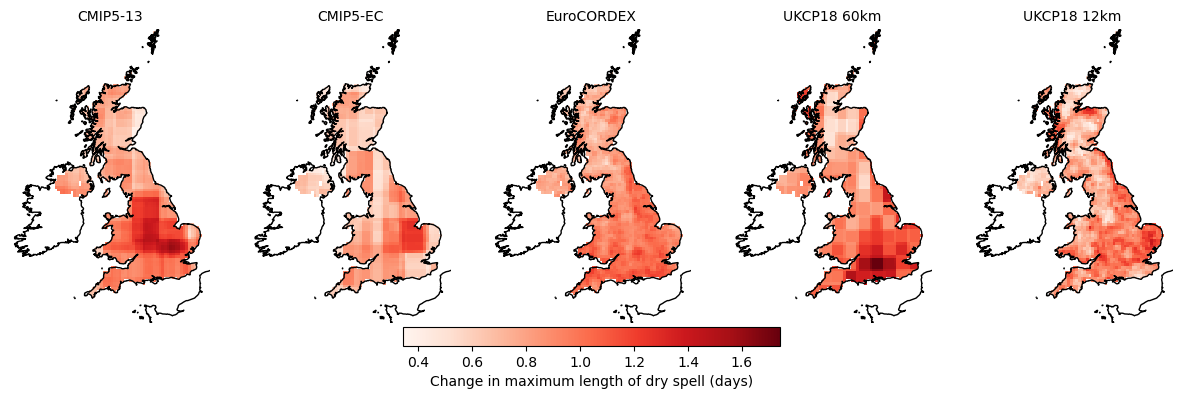 CMIP5-13
CMIP5-EC
EuroCORDEX
UKCP18 60km
UKCP18 12km
0.4 0.6 0.8 1.0 1.2 1.4 1.6
Change in maximum length of dry spell (days)